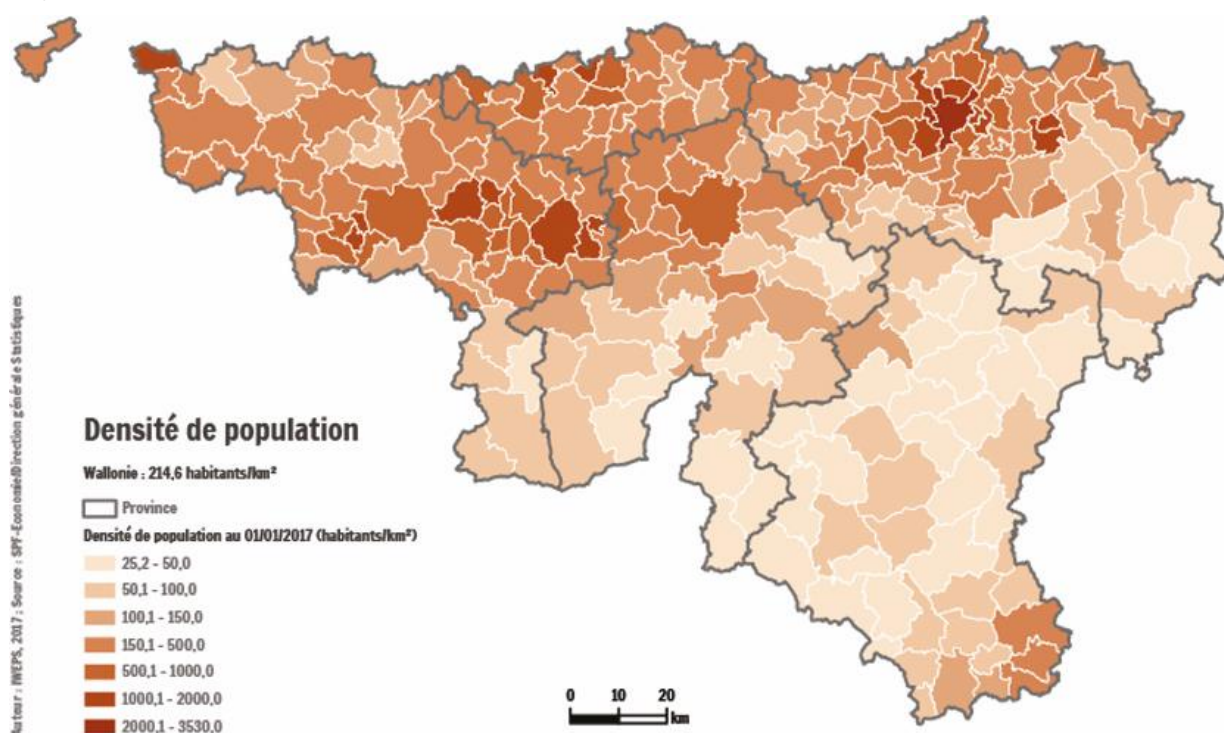 Densité de population
Wallonie : 214,6 habitants/km²
Province
Densité de population au 01/01/2017 (habitants/km²)
25,2 - 50,0
50,1 - 100,0
100,1 - 150,0
150,1 - 500,0
500,1 - 1000,0
1000,1 - 2000,0
2000,1 - 3530,0
0 10 20
km
Auteur : IWEPS, 2017 ; Source : SPF-Economie/Direction générale Statistiques